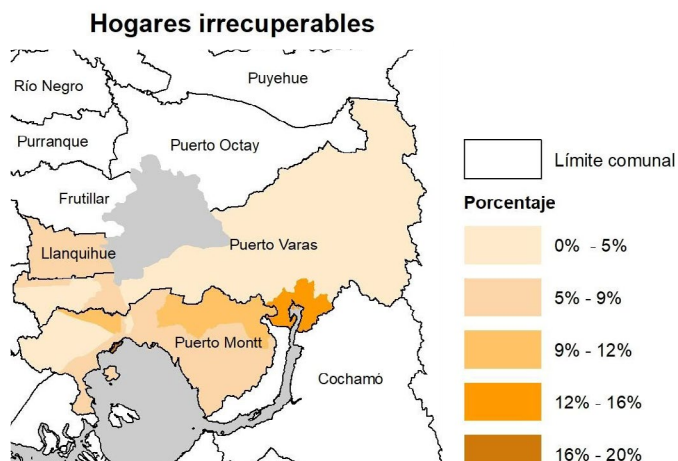 Hogares irrecuperables
Puyehue
Río Negro
Purranque
Puerto Octay
Frutillar
Llanquihue
Puerto Varas
Puerto Montt
Cochamó
Límite comunal
Porcentaje
0% - 5%
5% - 9%
9% - 12%
12% - 16%
16% - 20%